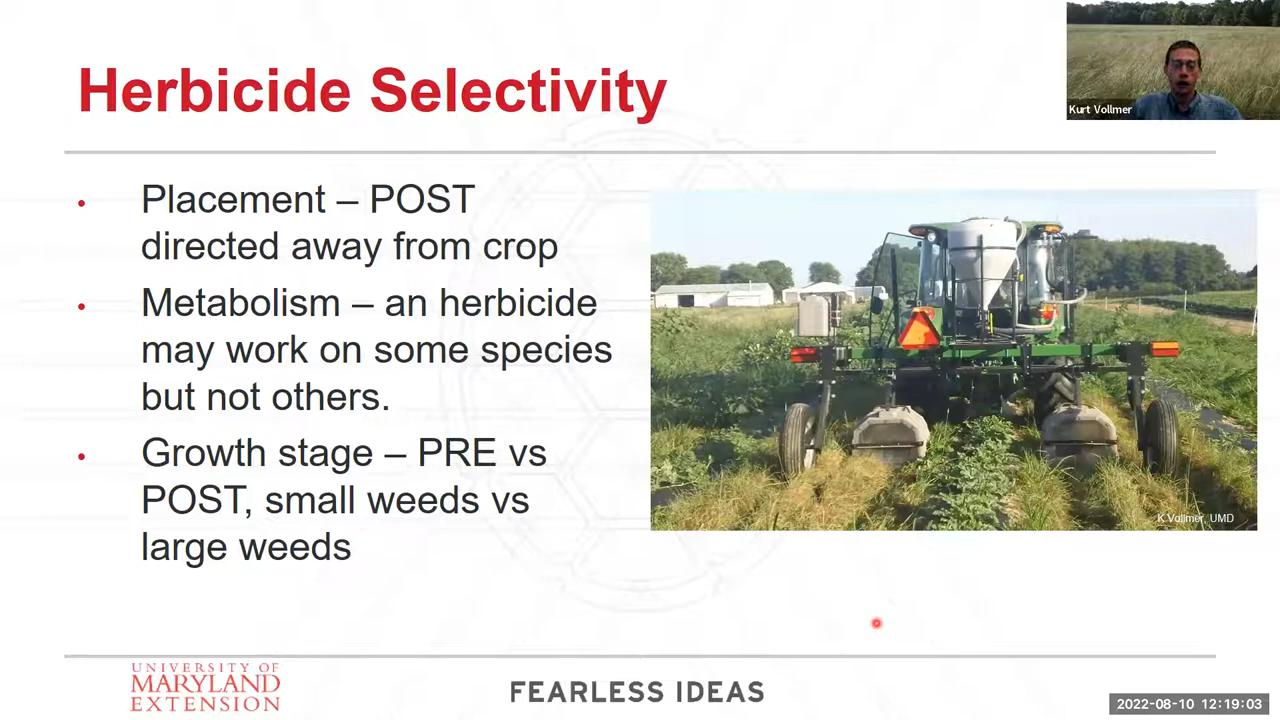 Herbicide Selectivity
Kurt Vollmer
• Placement – POST
directed away from crop
• Metabolism – an herbicide
may work on some species
but not others.
• Growth stage – PRE vs
POST, small weeds vs
large weeds
K.Vollmer, UMD
UNIVERSITY OF
MARYLAND
EXTENSION
FEARLESS IDEAS
2022-08-10 12:19:03